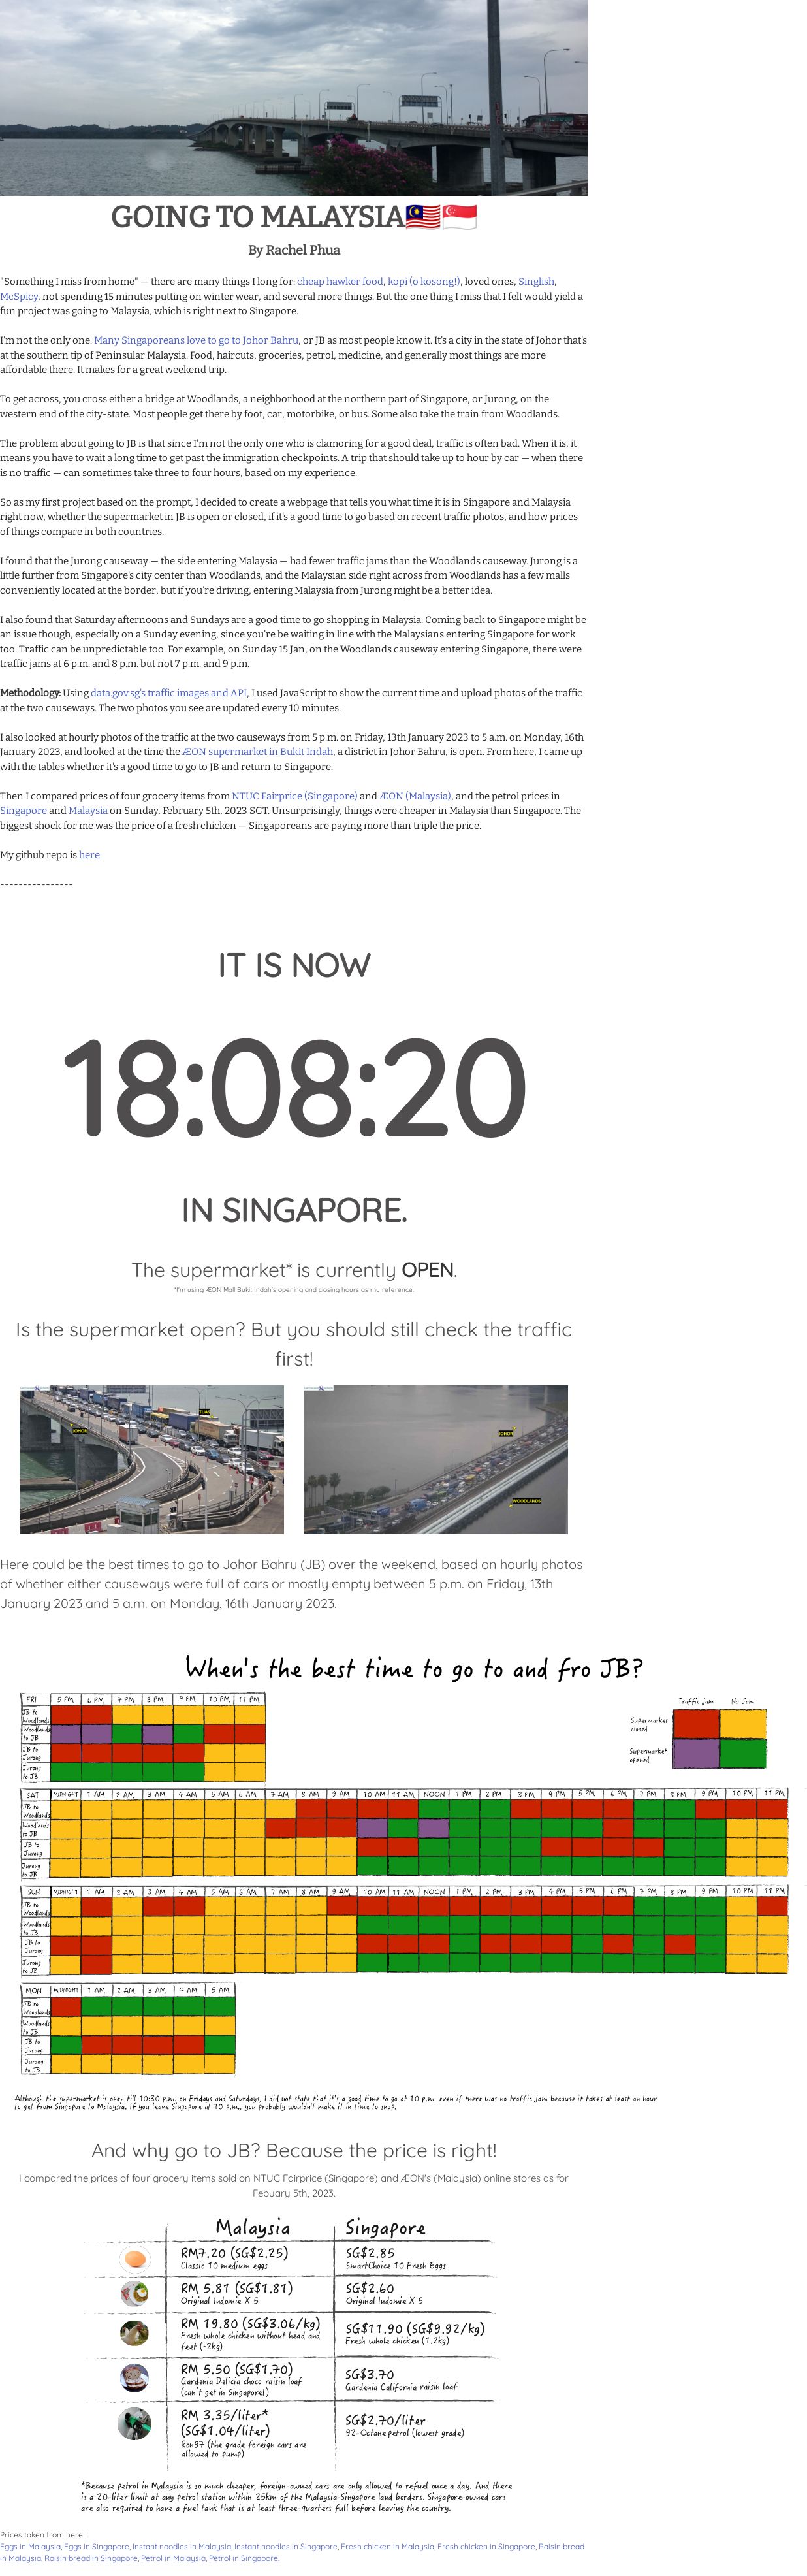 GOING TO MALAYSIA🇲🇾🇸🇬
By Rachel Phua
"Something I miss from home" — there are many things I long for: cheap hawker food, kopi (o kosong!), loved ones, Singlish,
McSpicy, not spending 15 minutes putting on winter wear, and several more things. But the one thing I miss that I felt would yield a
fun project was going to Malaysia, which is right next to Singapore.
I'm not the only one. Many Singaporeans love to go to Johor Bahru, or JB as most people know it. It's a city in the state of Johor that's
at the southern tip of Peninsular Malaysia. Food, haircuts, groceries, petrol, medicine, and generally most things are more
affordable there. It makes for a great weekend trip.
To get across, you cross either a bridge at Woodlands, a neighborhood at the northern part of Singapore, or Jurong, on the
western end of the city-state. Most people get there by foot, car, motorbike, or bus. Some also take the train from Woodlands.
The problem about going to JB is that since I'm not the only one who is clamoring for a good deal, traffic is often bad. When it is, it
means you have to wait a long time to get past the immigration checkpoints. A trip that should take up to hour by car — when there
is no traffic — can sometimes take three to four hours, based on my experience.
So as my first project based on the prompt, I decided to create a webpage that tells you what time it is in Singapore and Malaysia
right now, whether the supermarket in JB is open or closed, if it's a good time to go based on recent traffic photos, and how prices
of things compare in both countries.
I found that the Jurong causeway — the side entering Malaysia — had fewer traffic jams than the Woodlands causeway. Jurong is a
little further from Singapore's city center than Woodlands, and the Malaysian side right across from Woodlands has a few malls
conveniently located at the border, but if you're driving, entering Malaysia from Jurong might be a better idea.
I also found that Saturday afternoons and Sundays are a good time to go shopping in Malaysia. Coming back to Singapore might be
an issue though, especially on a Sunday evening, since you're be waiting in line with the Malaysians entering Singapore for work
too. Traffic can be unpredictable too. For example, on Sunday 15 Jan, on the Woodlands causeway entering Singapore, there were
traffic jams at 6 p.m. and 8 p.m. but not 7 p.m. and 9 p.m.
Methodology: Using data.gov.sg's traffic images and API, I used JavaScript to show the current time and upload photos of the traffic
at the two causeways. The two photos you see are updated every 10 minutes.
I also looked at hourly photos of the traffic at the two causeways from 5 p.m. on Friday, 13th January 2023 to 5 a.m. on Monday, 16th
January 2023, and looked at the time the ÆON supermarket in Bukit Indah, a district in Johor Bahru, is open. From here, I came up
with the tables whether it's a good time to go to JB and return to Singapore.
Then I compared prices of four grocery items from NTUC Fairprice (Singapore) and ÆON (Malaysia), and the petrol prices in
Singapore and Malaysia on Sunday, February 5th, 2023 SGT. Unsurprisingly, things were cheaper in Malaysia than Singapore. The
biggest shock for me was the price of a fresh chicken — Singaporeans are paying more than triple the price.
My github repo is here.
----------------
IT IS NOW
18:08:20
IN SINGAPORE.
The supermarket* is currently OPEN.
*I'm using ÆON Mall Bukit Indah's opening and closing hours as my reference.
Is the supermarket open? But you should still check the traffic
first!
TUAS
JOHOR
JOHOR
WOODLANDS
Here could be the best times to go to Johor Bahru (JB) over the weekend, based on hourly photos
of whether either causeways were full of cars or mostly empty between 5 p.m. on Friday, 13th
January 2023 and 5 a.m. on Monday, 16th January 2023.
When's the best time to go to and fro JB?
Traffic jam No Jam
Supermarket closed
Supermarket opened
FRI 5 PM 6 PM 7 PM 8 PM 9 PM 10 PM 11 PM
JB to Woodlands
Woodlands to JB
JB to Jurong
Jurong to JB
SAT MIDNIGHT 1 AM 2 AM 3 AM 4 AM 5 AM 6 AM 7 AM 8 AM 9 AM 10 AM 11 AM NOON 1 PM 2 PM 3 PM 4 PM 5 PM 6 PM 7 PM 8 PM 9 PM 10 PM 11 PM
JB to Woodlands
Woodlands to JB
JB to Jurong
Jurong to JB
SUN MIDNIGHT 1 AM 2 AM 3 AM 4 AM 5 AM 6 AM 7 AM 8 AM 9 AM 10 AM 11 AM NOON 1 PM 2 PM 3 PM 4 PM 5 PM 6 PM 7 PM 8 PM 9 PM 10 PM 11 PM
JB to Woodlands
Woodlands to JB
JB to Jurong
Jurong to JB
MON MIDNIGHT 1 AM 2 AM 3 AM 4 AM 5 AM
JB to Woodlands
Woodlands to JB
JB to Jurong
Jurong to JB
Although the supermarket is open till 10:30 p.m. on Fridays and Saturdays, I did not state that it's a good time to go at 10 p.m. even if there was no traffic jam because it takes at least an hour
to get from Singapore to Malaysia. If you leave Singapore at 10 p.m., you probably wouldn't make it in time to shop.
And why go to JB? Because the price is right!
I compared the prices of four grocery items sold on NTUC Fairprice (Singapore) and ÆON's (Malaysia) online stores as for
Febuary 5th, 2023.
Malaysia Singapore
RM7.20 (SG$2.25) SG$2.85
Classic 10 medium eggs SmartChoice 10 Fresh Eggs
RM 5.81 (SG$1.81) SG$2.60
Original Indomie X 5 Original Indomie X 5
RM 19.80 (SG$3.06/kg) SG$11.90 (SG$9.92/kg)
Fresh whole chicken without head and
feet (~2kg)
Fresh whole chicken (1.2kg)
RM 5.50 (SG$1.70) SG$3.70
Gardenia Delicia choco raisin loaf
(can't get in Singapore!)
Gardenia California raisin loaf
RM 3.35/liter*
(SG$1.04/liter)
SG$2.70/liter
Ron97 (the grade foreign cars are
allowed to pump)
92-Octane petrol (lowest grade)
*Because petrol in Malaysia is so much cheaper, foreign-owned cars are only allowed to refuel once a day. And there
is a 20-liter limit at any petrol station within 25km of the Malaysia-Singapore land borders. Singapore-owned cars
are also required to have a fuel tank that is at least three-quarters full before leaving the country.
Prices taken from here:
Eggs in Malaysia, Eggs in Singapore, Instant noodles in Malaysia, Instant noodles in Singapore, Fresh chicken in Malaysia, Fresh chicken in Singapore, Raisin bread
in Malaysia, Raisin bread in Singapore, Petrol in Malaysia, Petrol in Singapore.